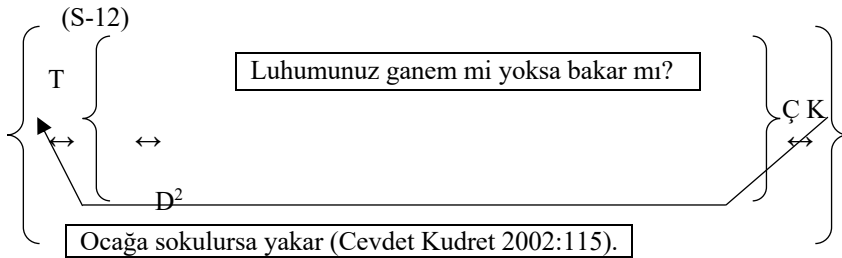 (S-12)
Luhumunuz ganem mi yoksa bakar mı?
T
Ç K
↔ ↔ ↔
D²
Ocağa sokulursa yakar (Cevdet Kudret 2002:115).